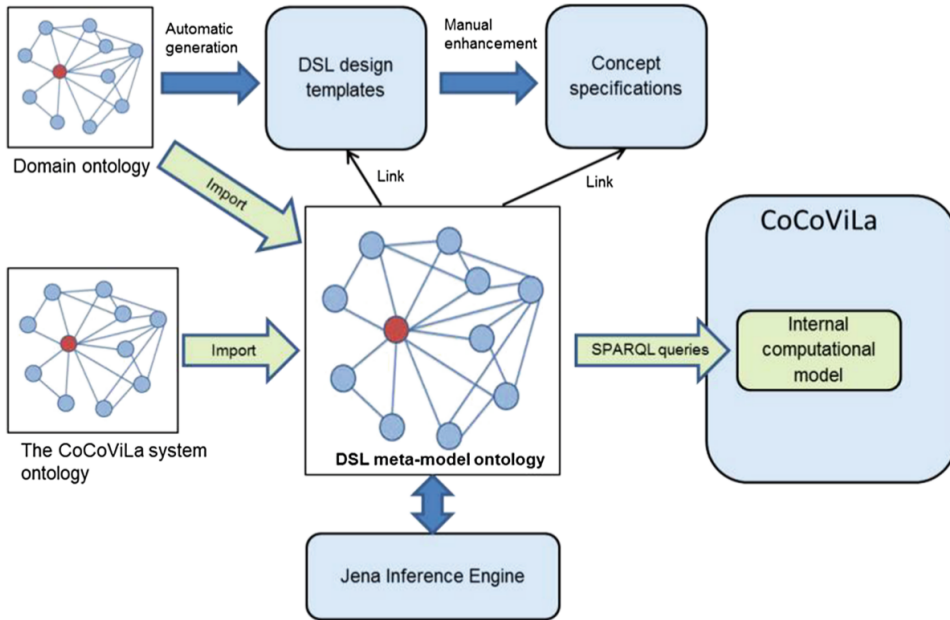 Automatic
generation
DSL design
templates
Manual
enhancement
Concept
specifications
Domain ontology
Import
Link
Link
CoCoViLa
Import
SPARQL queries
Internal
computational
model
The CoCoViLa system
ontology
DSL meta-model ontology
Jena Inference Engine